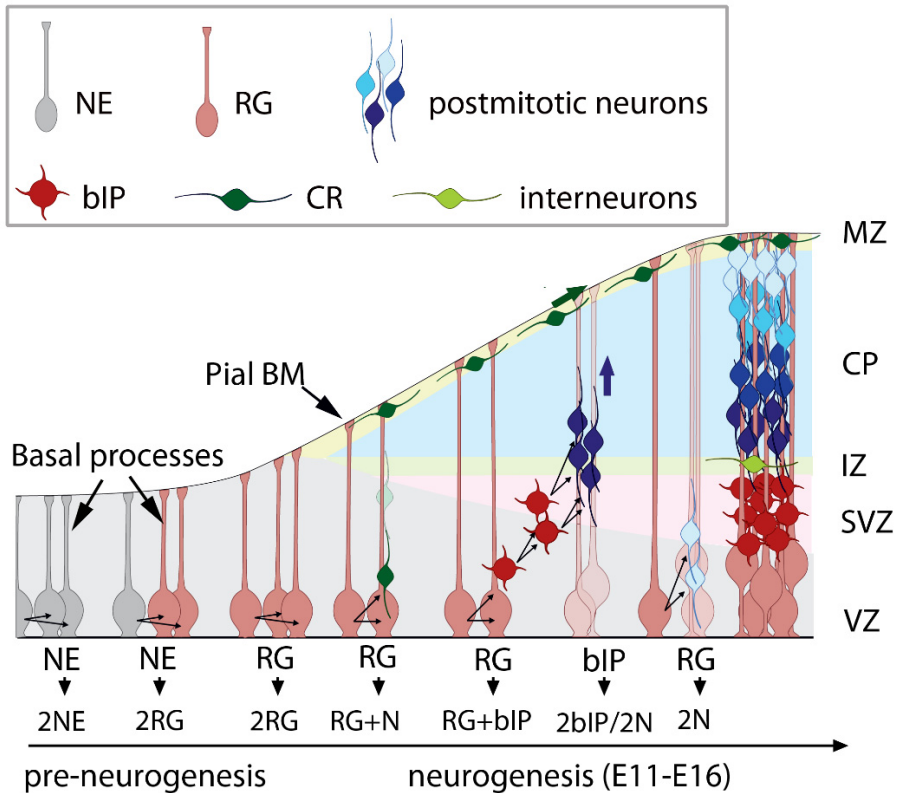 NE
RG
postmitotic neurons
bIP
CR
interneurons
MZ
CP
IZ
SVZ
VZ
Pial BM
Basal processes
NE NE RG RG RG bIP RG
2NE 2RG 2RG RG+N RG+bIP 2bIP/2N 2N
pre-neurogenesis neurogenesis (E11-E16)